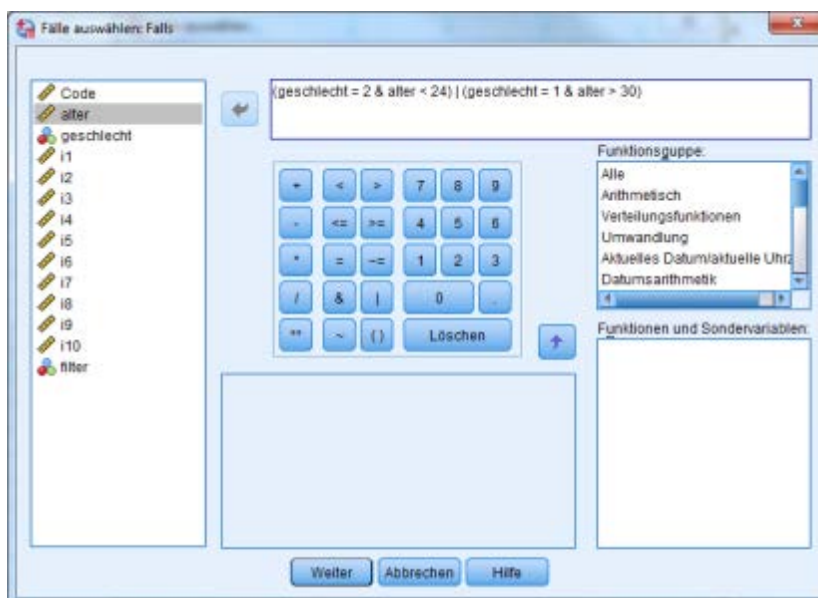 Fälle auswählen: Falls
Code
alter
geschlecht
i1
i2
i3
i4
i5
i6
i7
i8
i9
i10
filter
(geschlecht = 2 & alter < 24) | (geschlecht = 1 & alter > 30)
+ < > 7 8 9
- <= >= 4 5 6
* = ~= 1 2 3
/ & | 0 .
** ~ ( ) Löschen
Funktionsgruppe:
Alle
Arithmetisch
Verteilungsfunktionen
Umwandlung
Aktuelles Datum/aktuelle Uhrz
Datumsarithmetik
Funktionen und Sondervariablen:
Weiter Abbrechen Hilfe